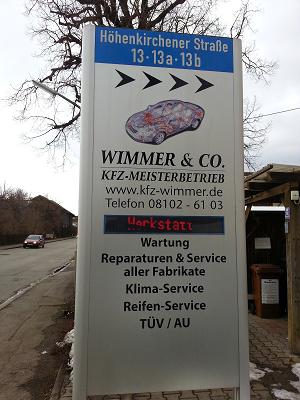 Höhenkirchener Straße
13·13a·13b
WIMMER & CO.
KFZ-MEISTERBETRIEB
www.kfz-wimmer.de
Telefon 08102 - 61 03
Werkstatt
Wartung
Reparaturen & Service
aller Fabrikate
Klima-Service
Reifen-Service
TÜV / AU